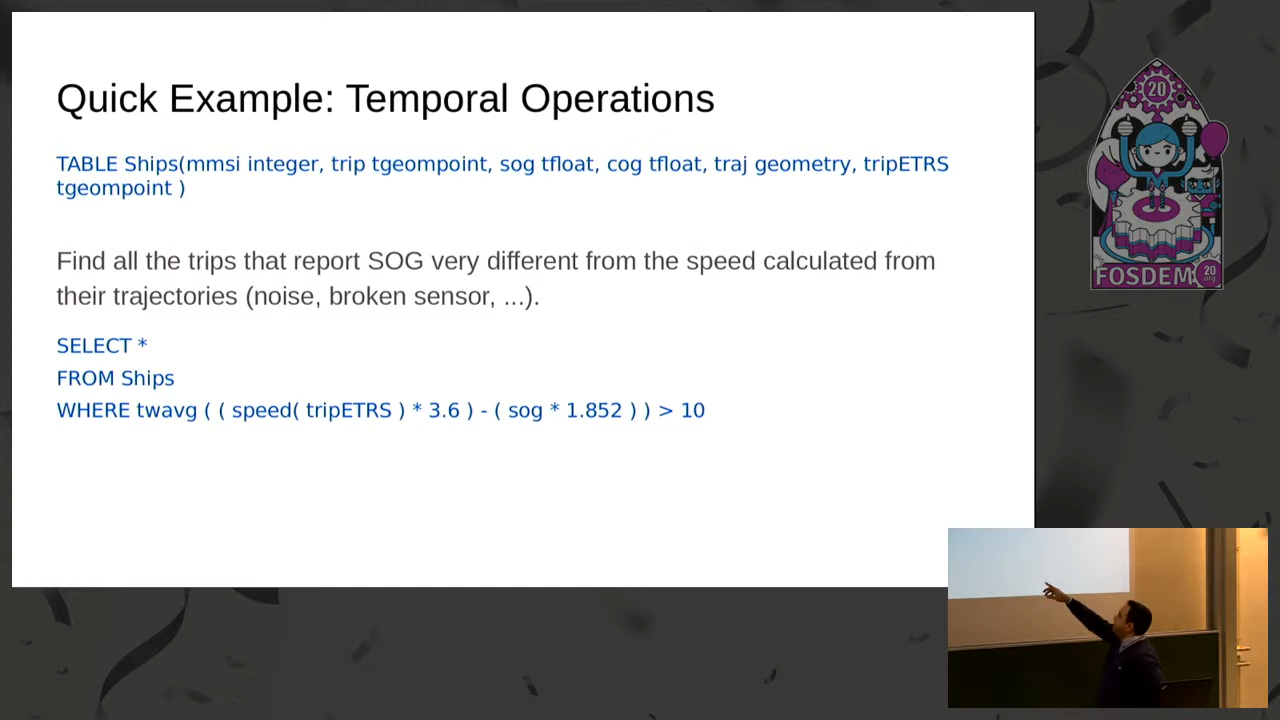 Quick Example: Temporal Operations
TABLE Ships(mmsi integer, trip tgeompoint, sog tfloat, cog tfloat, traj geometry, tripETRS
tgeompoint )
Find all the trips that report SOG very different from the speed calculated from
their trajectories (noise, broken sensor, ...).
SELECT *
FROM Ships
WHERE twavg ( ( speed( tripETRS ) * 3.6 ) - ( sog * 1.852 ) ) > 10
20
FOSDEM
20
.org